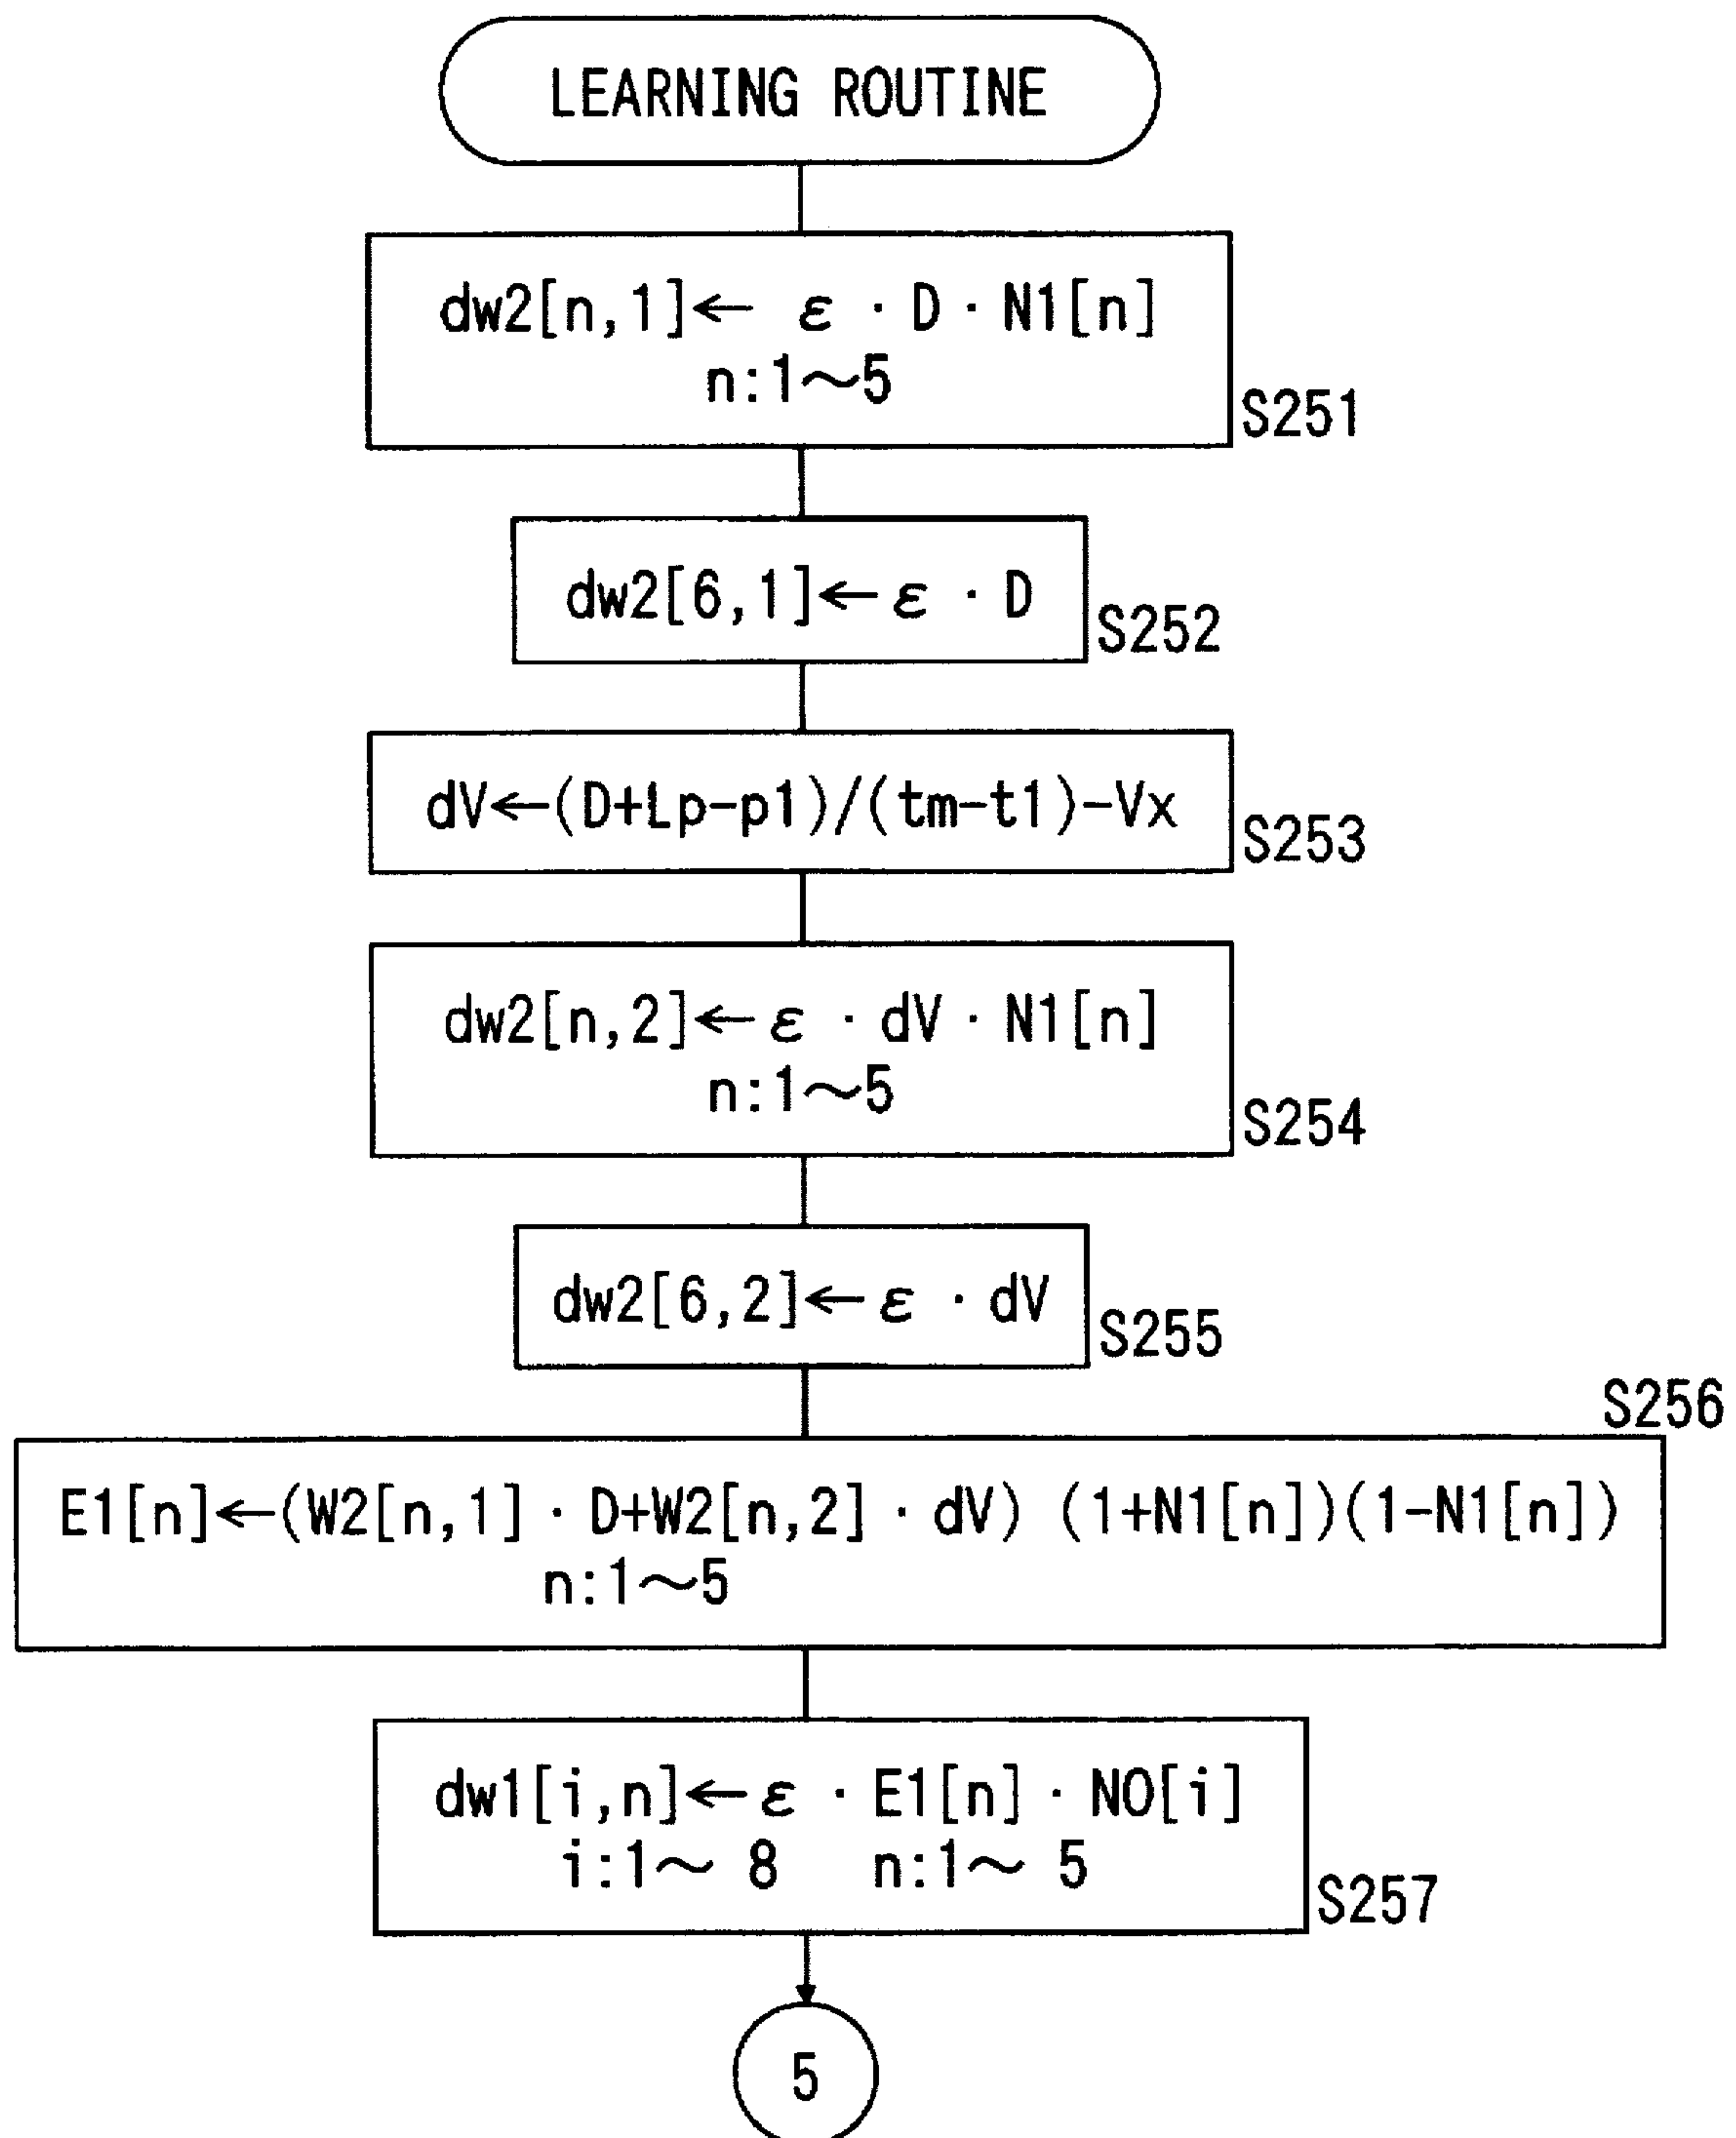 LEARNING ROUTINE
dw2[n,1]← ε · D · N1[n]
n:1～5
S251
dw2[6,1]← ε · D
S252
dV←(D+Lp-p1)/(tm-t1)-Vx
S253
dw2[n,2]← ε · dV · N1[n]
n:1～5
S254
dw2[6,2]← ε · dV
S255
S256
E1[n]←(W2[n,1] · D+W2[n,2] · dV) (1+N1[n])(1-N1[n])
n:1～5
dw1[i,n]← ε · E1[n] · N0[i]
i:1～ 8 n:1～ 5
S257
5